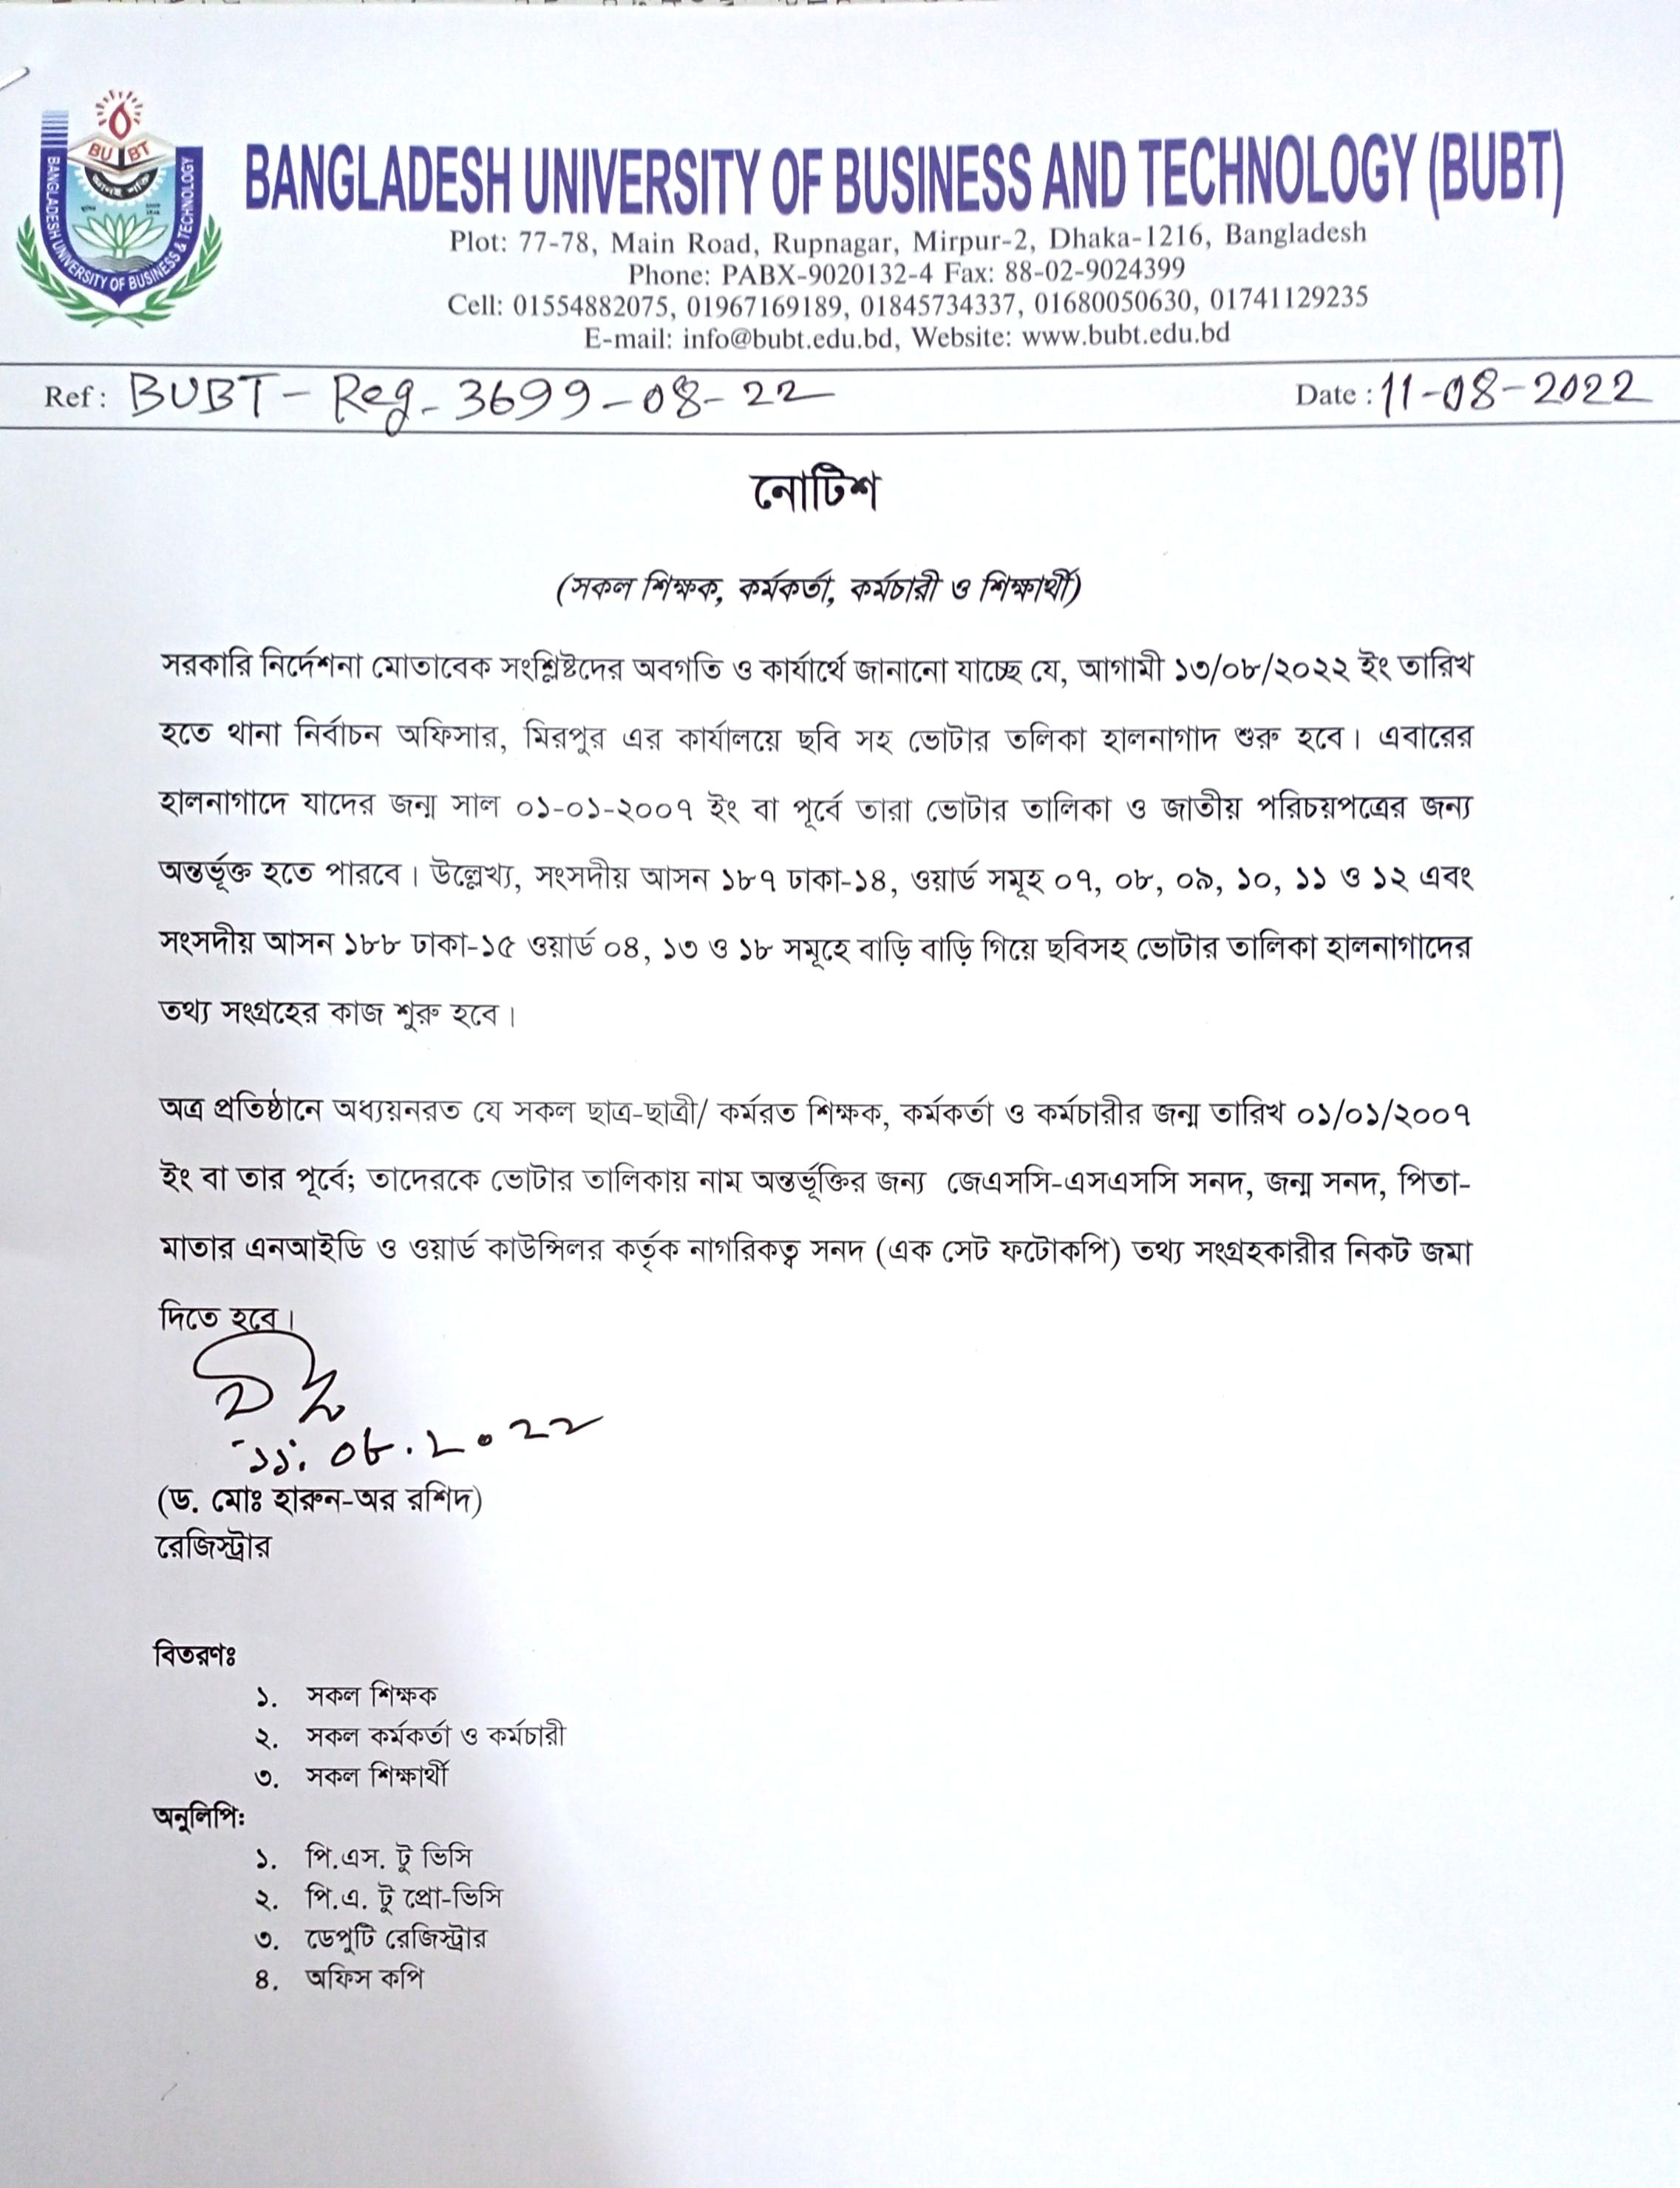 BUBT
BANGLADESH UNIVERSITY OF BUSINESS & TECHNOLOGY
BANGLADESH UNIVERSITY OF BUSINESS AND TECHNOLOGY (BUBT)
Plot: 77-78, Main Road, Rupnagar, Mirpur-2, Dhaka-1216, Bangladesh
Phone: PABX-9020132-4 Fax: 88-02-9024399
Cell: 01554882075, 01967169189, 01845734337, 01680050630, 01741129235
E-mail: info@bubt.edu.bd, Website: www.bubt.edu.bd
Ref: BUBT-Reg-3699-08-22 Date: 11-08-2022
নোটিশ
(সকল শিক্ষক, কর্মকর্তা, কর্মচারী ও শিক্ষার্থী)
সরকারি নির্দেশনা মোতাবেক সংশ্লিষ্টদের অবগতি ও কার্যার্থে জানানো যাচ্ছে যে, আগামী ১৩/০৮/২০২২ ইং তারিখ
হতে থানা নির্বাচন অফিসার, মিরপুর এর কার্যালয়ে ছবি সহ ভোটার তলিকা হালনাগাদ শুরু হবে। এবারের
হালনাগাদে যাদের জন্ম সাল ০১-০১-২০০৭ ইং বা পূর্বে তারা ভোটার তালিকা ও জাতীয় পরিচয়পত্রের জন্য
অন্তর্ভূক্ত হতে পারবে। উল্লেখ্য, সংসদীয় আসন ১৮৭ ঢাকা-১৪, ওয়ার্ড সমূহ ০৭, ০৮, ০৯, ১০, ১১ ও ১২ এবং
সংসদীয় আসন ১৮৮ ঢাকা-১৫ ওয়ার্ড ০৪, ১৩ ও ১৮ সমূহে বাড়ি বাড়ি গিয়ে ছবিসহ ভোটার তালিকা হালনাগাদের
তথ্য সংগ্রহের কাজ শুরু হবে।
অত্র প্রতিষ্ঠানে অধ্যয়নরত যে সকল ছাত্র-ছাত্রী/ কর্মরত শিক্ষক, কর্মকর্তা ও কর্মচারীর জন্ম তারিখ ০১/০১/২০০৭
ইং বা তার পূর্বে; তাদেরকে ভোটার তালিকায় নাম অন্তর্ভূক্তির জন্য জেএসসি-এসএসসি সনদ, জন্ম সনদ, পিতা-
মাতার এনআইডি ও ওয়ার্ড কাউন্সিলর কর্তৃক নাগরিকত্ব সনদ (এক সেট ফটোকপি) তথ্য সংগ্রহকারীর নিকট জমা
দিতে হবে।
১১.০৮.২০২২
(ড. মোঃ হারুন-অর রশিদ)
রেজিস্ট্রার
বিতরণঃ
১. সকল শিক্ষক
২. সকল কর্মকর্তা ও কর্মচারী
৩. সকল শিক্ষার্থী
অনুলিপি:
১. পি.এস. টু ভিসি
২. পি.এ. টু প্রো-ভিসি
৩. ডেপুটি রেজিস্ট্রার
৪. অফিস কপি